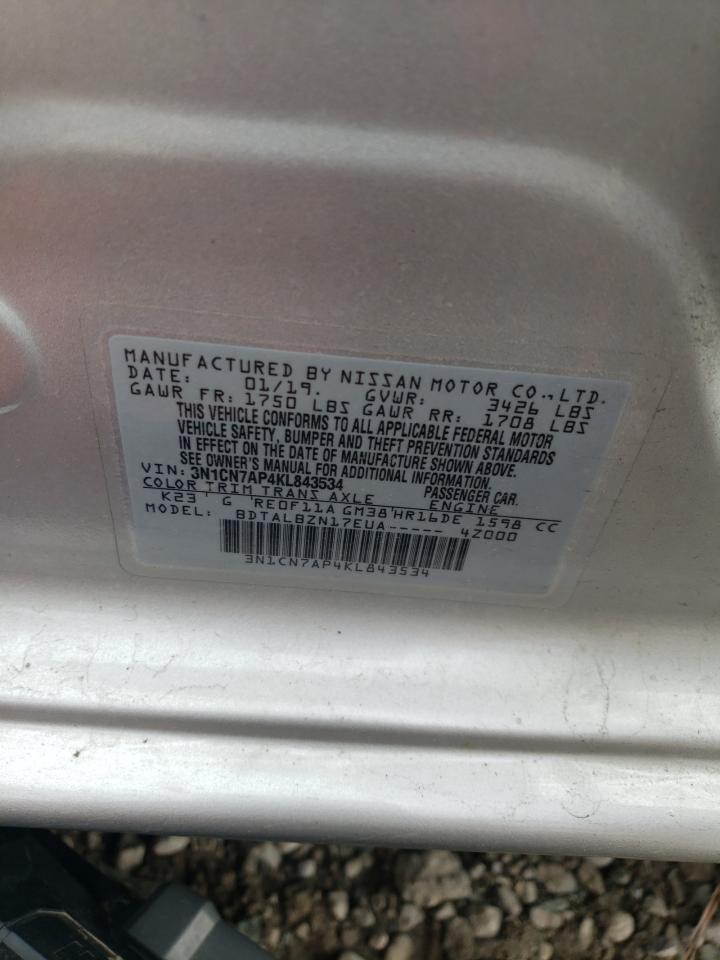 MANUFACTURED BY NISSAN MOTOR CO.,LTD.
DATE: 01/19. GVWR: 3426 LBS
GAWR FR: 1750 LBS GAWR RR: 1708 LBS
THIS VEHICLE CONFORMS TO ALL APPLICABLE FEDERAL MOTOR
VEHICLE SAFETY, BUMPER AND THEFT PREVENTION STANDARDS
IN EFFECT ON THE DATE OF MANUFACTURE SHOWN ABOVE.
SEE OWNER'S MANUAL FOR ADDITIONAL INFORMATION.
VIN: 3N1CN7AP4KL843534 PASSENGER CAR.
COLOR TRIM TRANS AXLE ENGINE
K23 ' G 'RE0F11A GM38'HR16DE 1598 CC
MODEL: BDTALBZN17EUA----- 4Z000
3N1CN7AP4KL843534